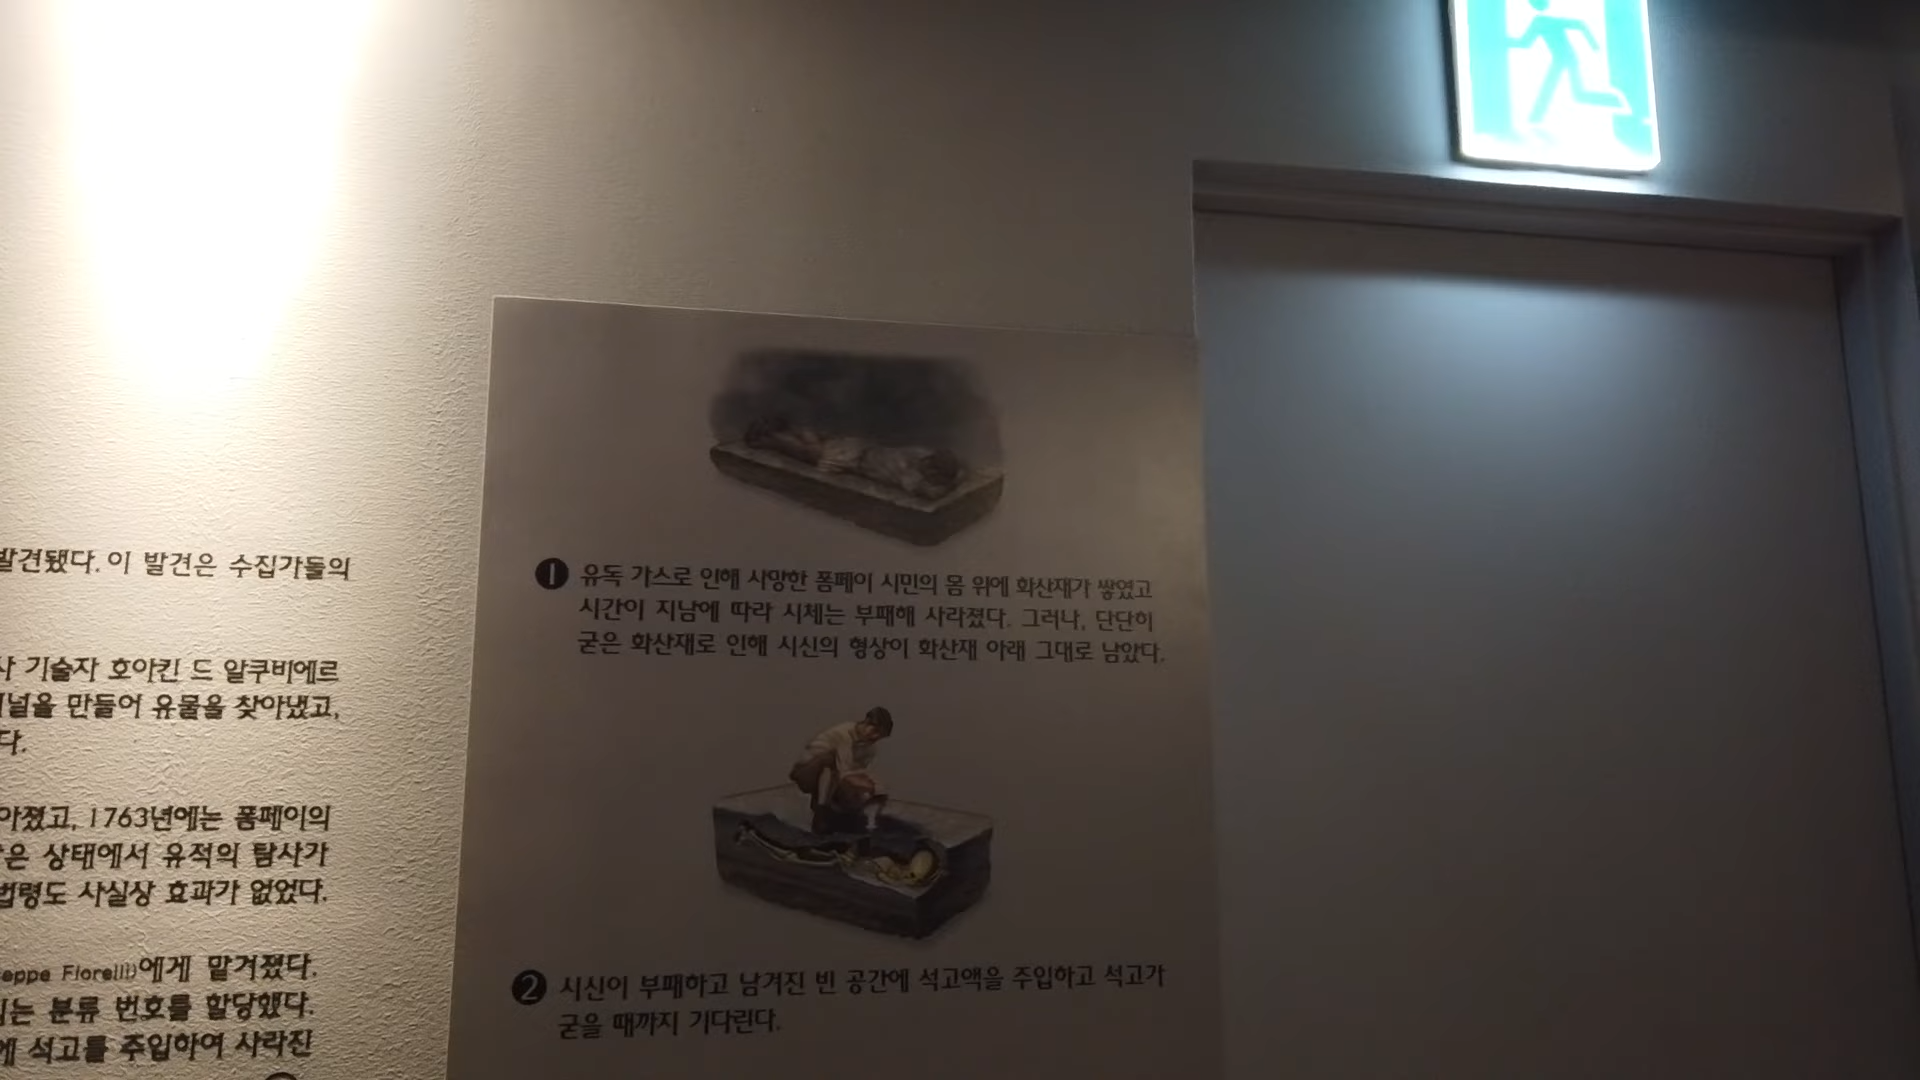 발견됐다. 이 발견은 수집가들의
기술자 호아킨 드 알쿠비에르
만들어 유물을 찾아냈고,
다.
1763년에는 폼페이의
상태에서 유적의 탐사가
법령도 사실상 효과가 없었다.
eppe Fiorelli)에게 맡겨졌다.
분류 번호를 할당했다.
석고를 주입하여 사라진
1 유독 가스로 인해 사망한 폼페이 시민의 몸 위에 화산재가 쌓였고
시간이 지남에 따라 시체는 부패해 사라졌다. 그러나, 단단히
굳은 화산재로 인해 시신의 형상이 화산재 아래 그대로 남았다.
2 시신이 부패하고 남겨진 빈 공간에 석고액을 주입하고 석고가
굳을 때까지 기다린다.